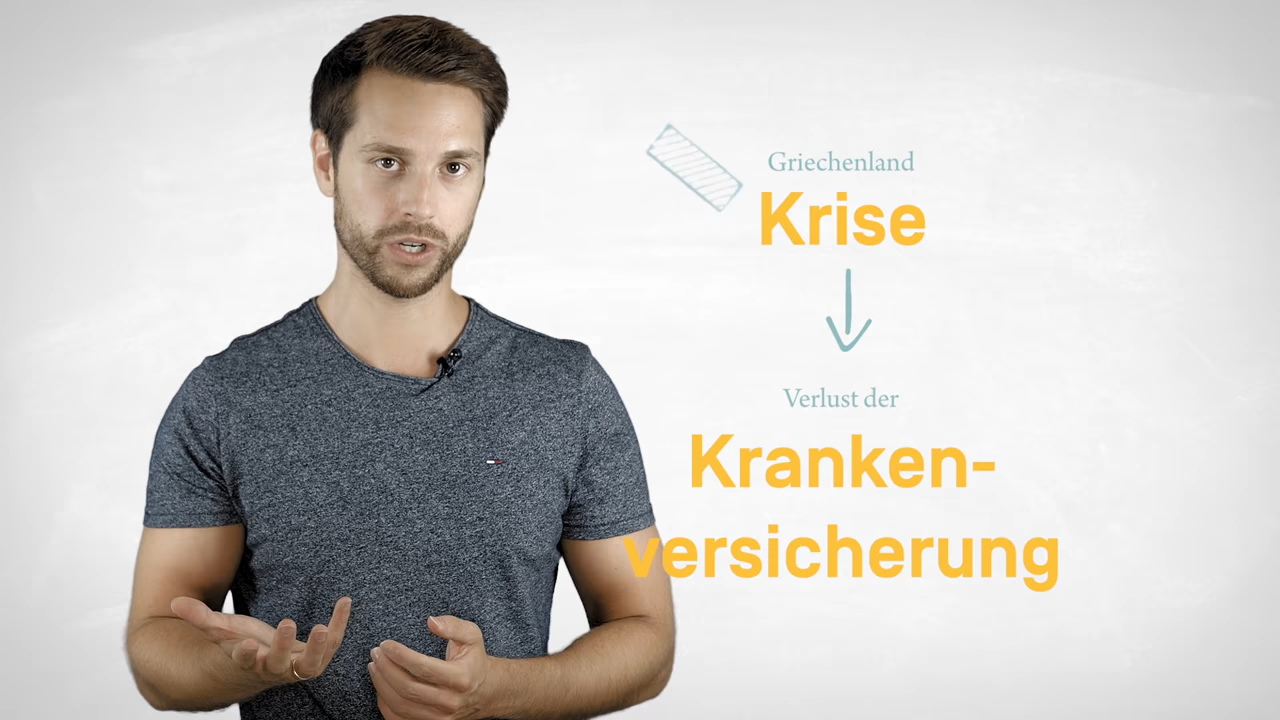 Griechenland
Krise
Verlust der
Kranken-
versicherung